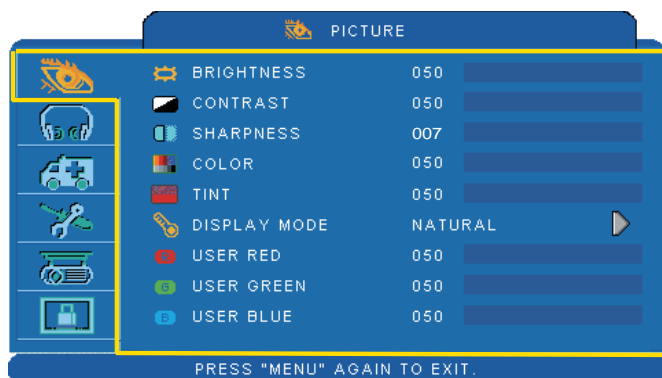 PICTURE
BRIGHTNESS 050
CONTRAST 050
SHARPNESS 007
COLOR 050
TINT 050
DISPLAY MODE NATURAL
R USER RED 050
G USER GREEN 050
B USER BLUE 050
PRESS "MENU" AGAIN TO EXIT.